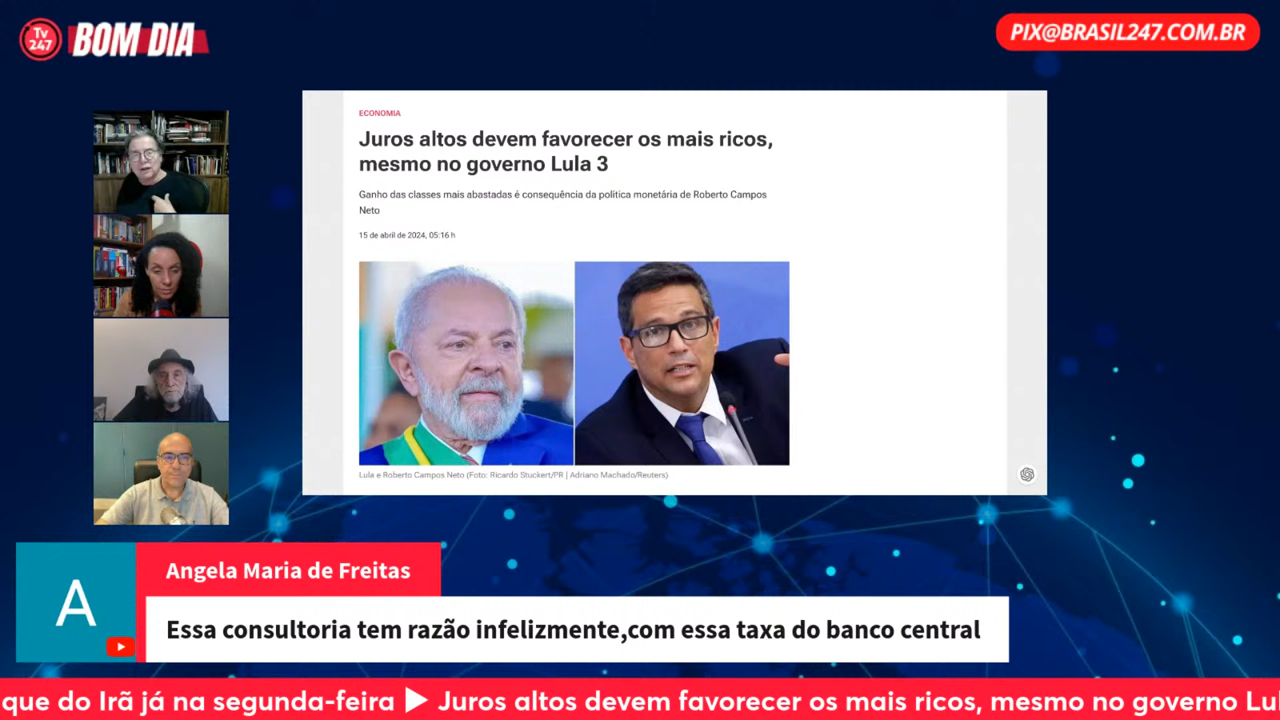 Tv 247
BOM DIA
PIX@BRASIL247.COM.BR
ECONOMIA
Juros altos devem favorecer os mais ricos,
mesmo no governo Lula 3
Ganho das classes mais abastadas é consequência da política monetária de Roberto Campos
Neto
15 de abril de 2024, 05:16 h
Lula e Roberto Campos Neto (Foto: Ricardo Stuckert/PR | Adriano Machado/Reuters)
A
Angela Maria de Freitas
Essa consultoria tem razão infelizmente,com essa taxa do banco central
que do Irã já na segunda-feira ▶ Juros altos devem favorecer os mais ricos, mesmo no governo Lu